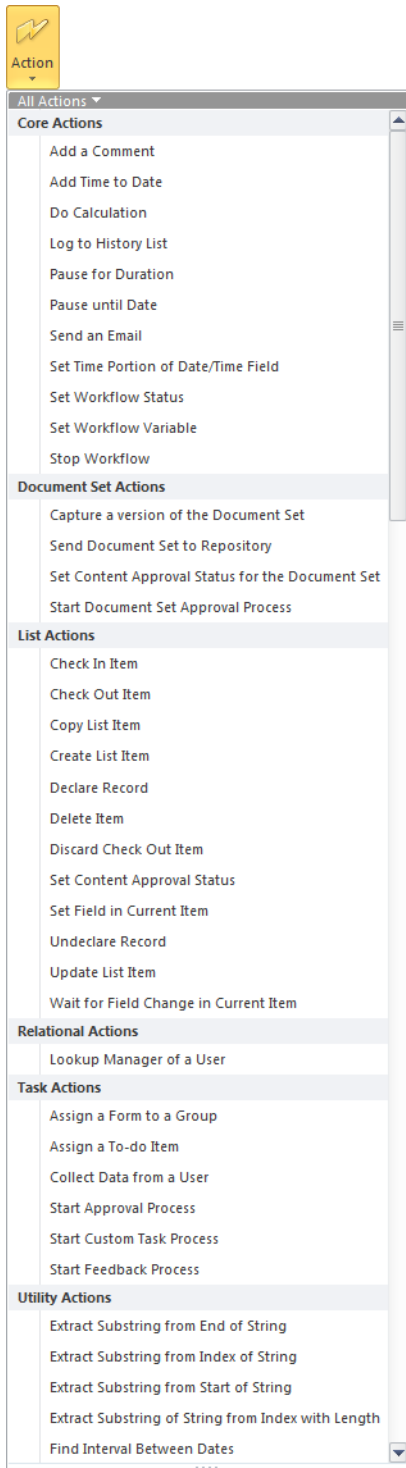 Action
All Actions
Core Actions
Add a Comment
Add Time to Date
Do Calculation
Log to History List
Pause for Duration
Pause until Date
Send an Email
Set Time Portion of Date/Time Field
Set Workflow Status
Set Workflow Variable
Stop Workflow
Document Set Actions
Capture a version of the Document Set
Send Document Set to Repository
Set Content Approval Status for the Document Set
Start Document Set Approval Process
List Actions
Check In Item
Check Out Item
Copy List Item
Create List Item
Declare Record
Delete Item
Discard Check Out Item
Set Content Approval Status
Set Field in Current Item
Undeclare Record
Update List Item
Wait for Field Change in Current Item
Relational Actions
Lookup Manager of a User
Task Actions
Assign a Form to a Group
Assign a To-do Item
Collect Data from a User
Start Approval Process
Start Custom Task Process
Start Feedback Process
Utility Actions
Extract Substring from End of String
Extract Substring from Index of String
Extract Substring from Start of String
Extract Substring of String from Index with Length
Find Interval Between Dates